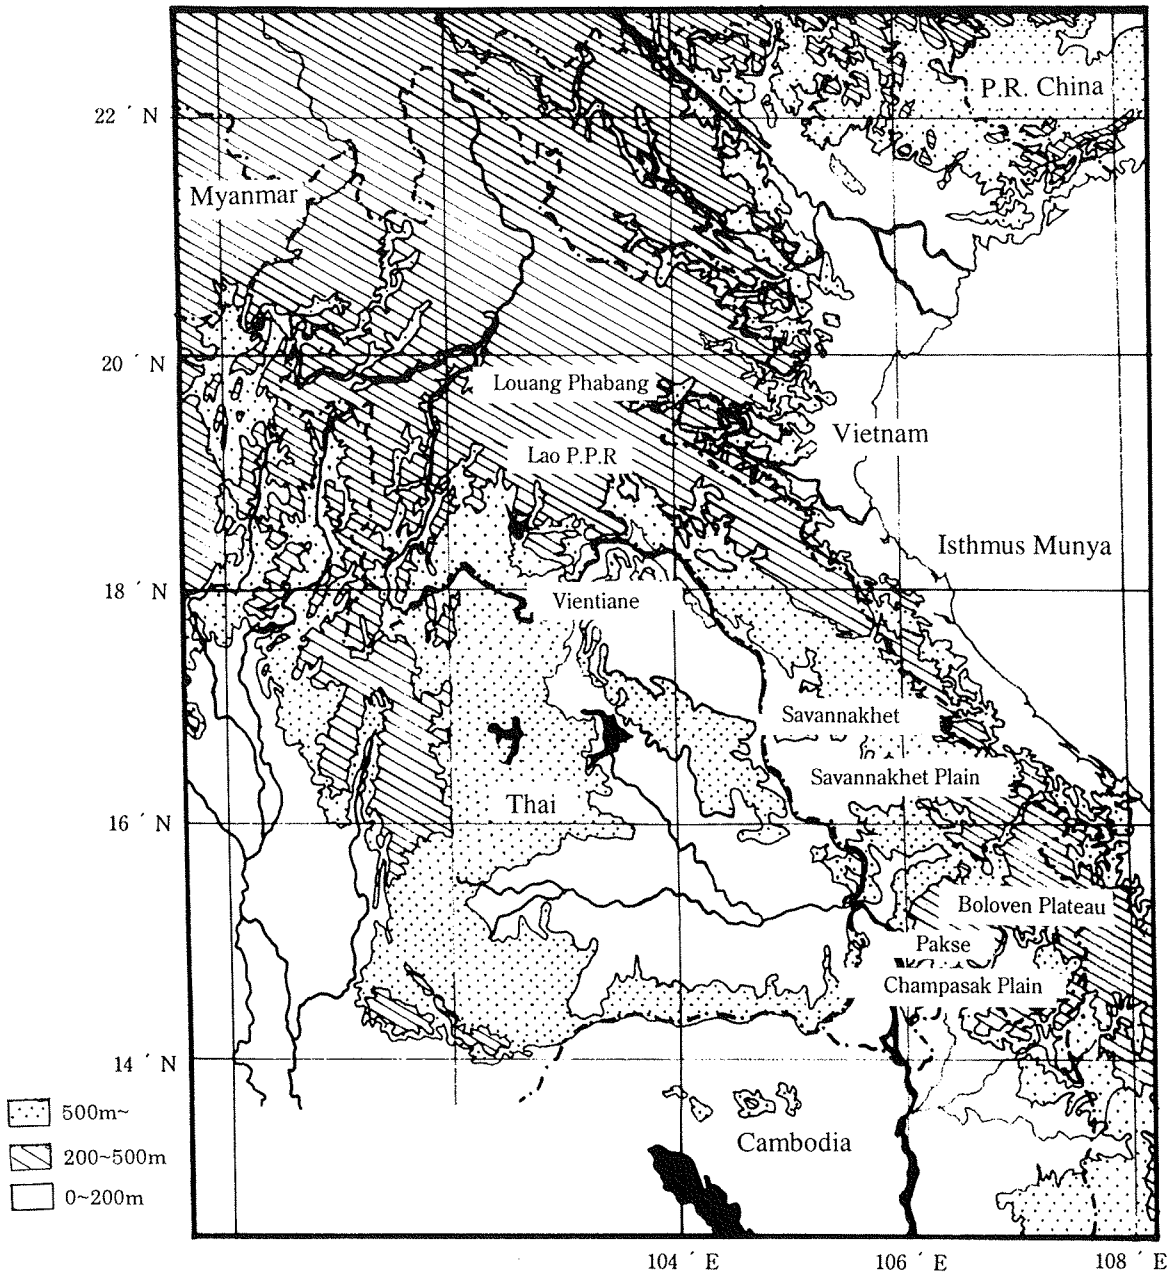 P.R. China
22 ´ N
Myanmar
20 ´ N
Louang Phabang
Vietnam
Lao P.P.R
Isthmus Munya
18 ´ N
Vientiane
Savannakhet
Savannakhet Plain
Thai
16 ´ N
Boloven Plateau
Pakse
Champasak Plain
14 ´ N
500m~
200~500m
0~200m
Cambodia
104 ´ E
106 ´ E
108 ´ E